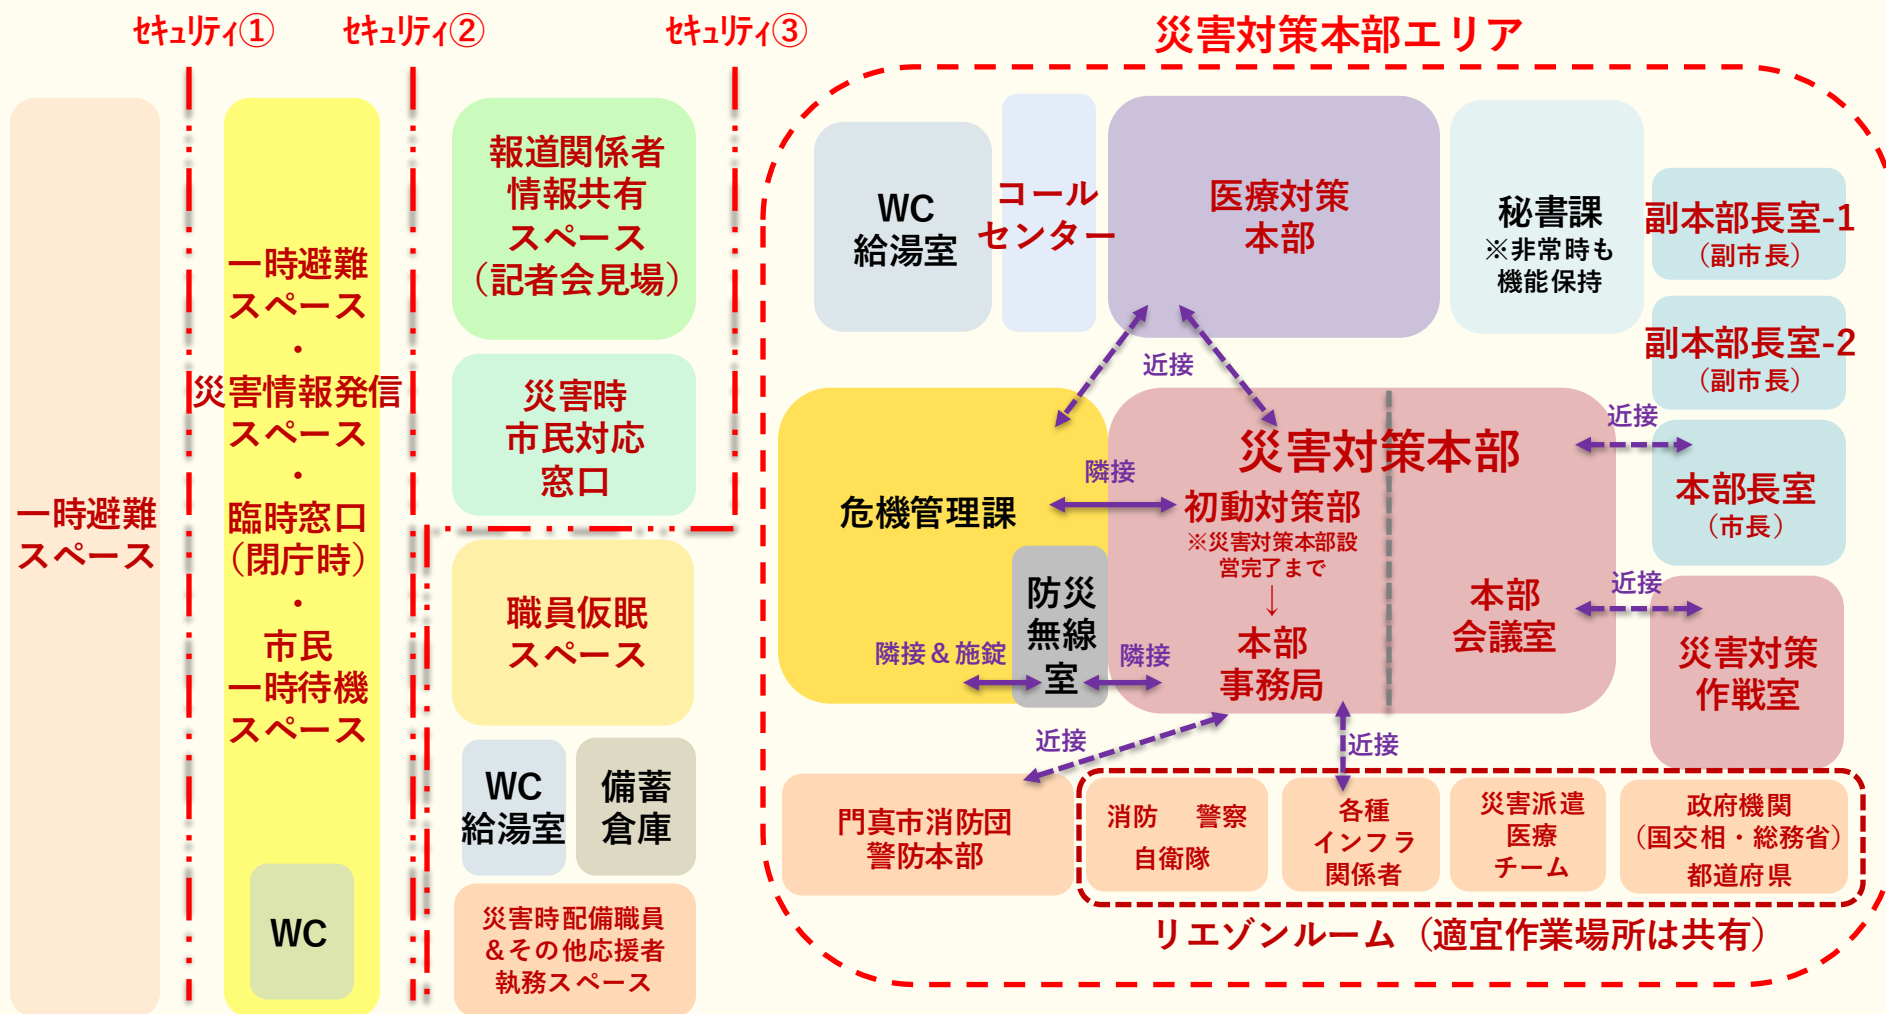 ｾｷｭﾘﾃｨ①
ｾｷｭﾘﾃｨ②
ｾｷｭﾘﾃｨ③
災害対策本部エリア
一時避難
スペース
一時避難
スペース
・
災害情報発信
スペース
・
臨時窓口
（閉庁時）
・
市民
一時待機
スペース
WC
報道関係者
情報共有
スペース
（記者会見場）
災害時
市民対応
窓口
職員仮眠
スペース
WC
給湯室
備蓄
倉庫
災害時配備職員
＆その他応援者
執務スペース
WC
給湯室
コール
センター
医療対策
本部
秘書課
※非常時も
機能保持
副本部長室-1
（副市長）
副本部長室-2
（副市長）
近接
近接
本部長室
（市長）
危機管理課
隣接
災害対策本部
初動対策部
※災害対策本部設
営完了まで
↓
本部
事務局
本部
会議室
近接
災害対策
作戦室
防災
無線
室
隣接＆施錠
隣接
近接
近接
門真市消防団
警防本部
消防　警察
自衛隊
各種
インフラ
関係者
災害派遣
医療
チーム
政府機関
（国交相・総務省）
都道府県
リエゾンルーム（適宜作業場所は共有）